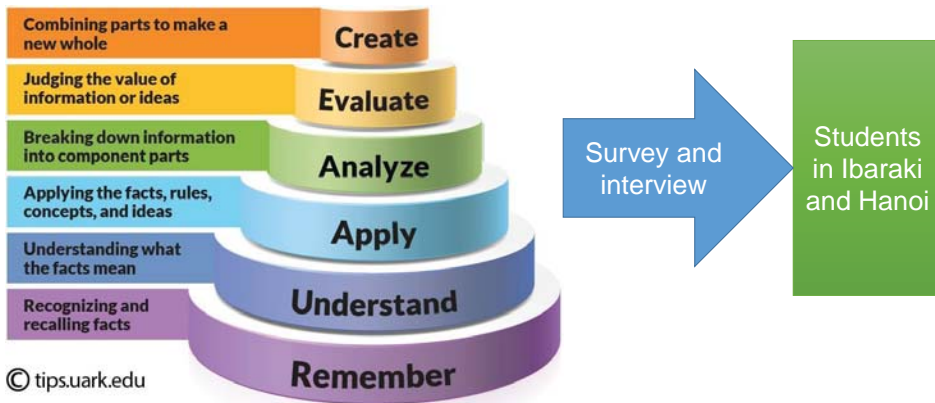 Combining parts to make a
new whole
Create
Judging the value of
information or ideas
Evaluate
Breaking down information
into component parts
Analyze
Applying the facts, rules,
concepts, and ideas
Apply
Understanding what
the facts mean
Understand
Recognizing and
recalling facts
Remember
© tips.uark.edu
Survey and
interview
Students
in Ibaraki
and Hanoi